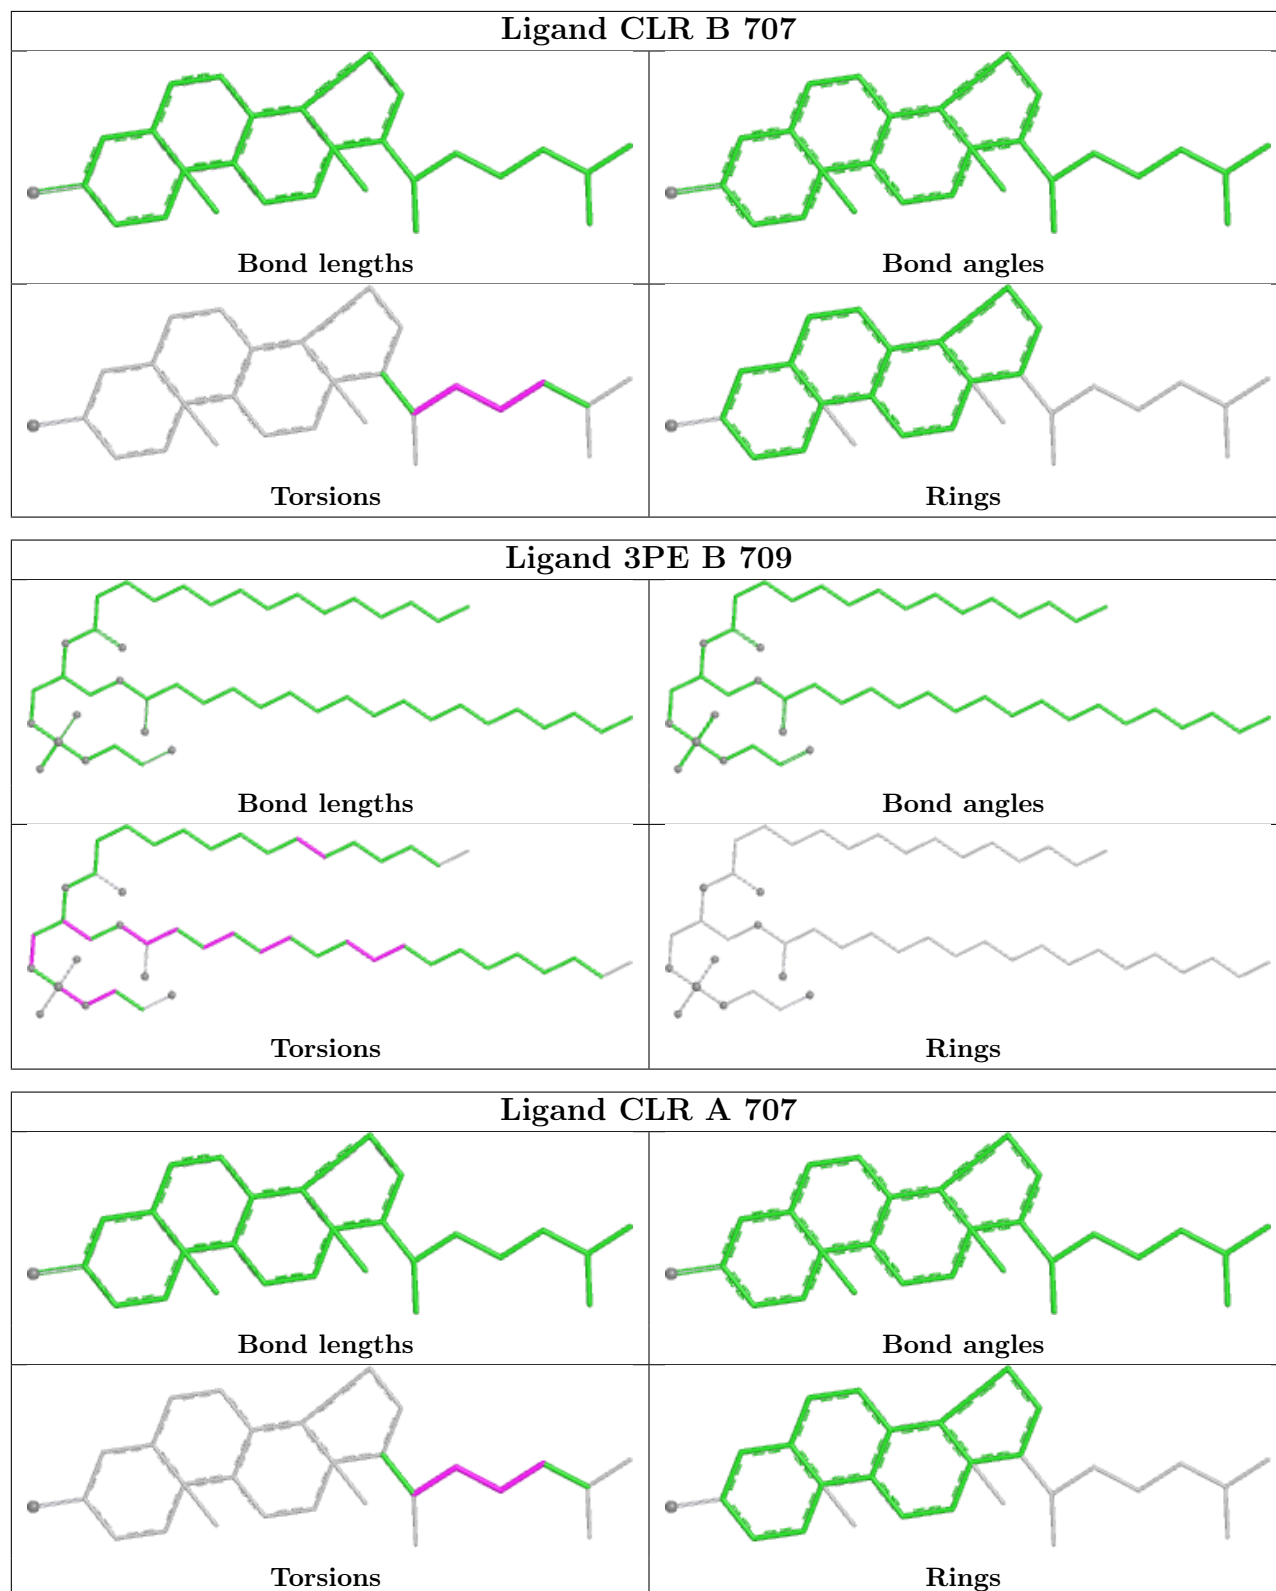 Ligand CLR B 707
Bond lengths
Bond angles
Torsions
Rings
Ligand 3PE B 709
Bond lengths
Bond angles
Torsions
Rings
Ligand CLR A 707
Bond lengths
Bond angles
Torsions
Rings